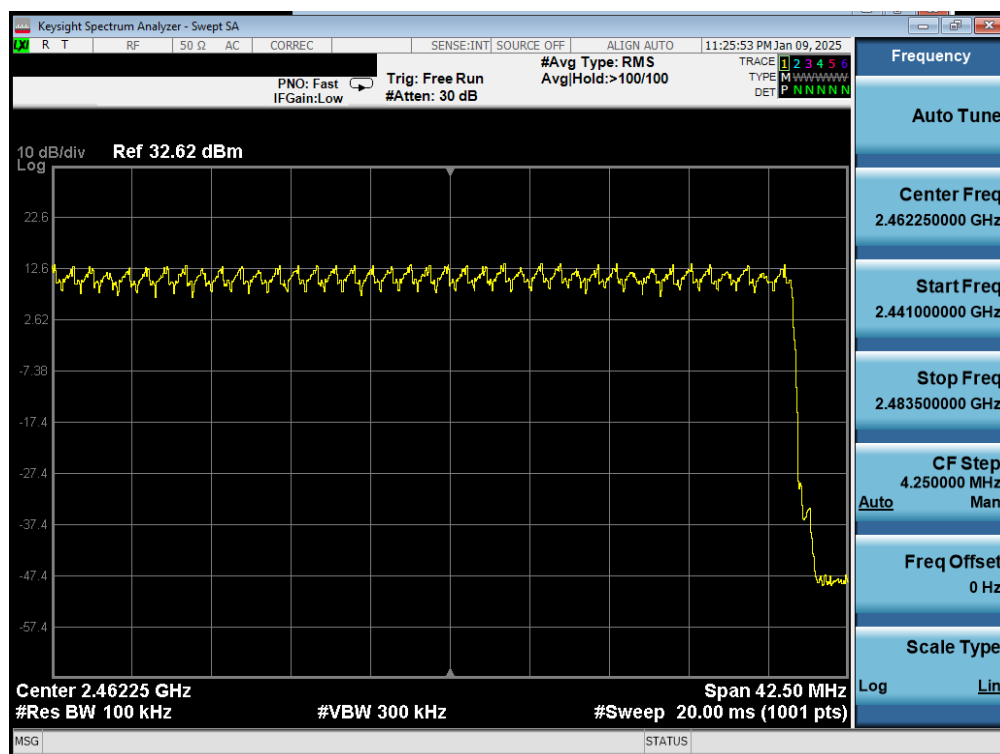 Keysight Spectrum Analyzer - Swept SA
LXI R T RF 50 Ω AC CORREC SENSE:INT SOURCE OFF ALIGN AUTO 11:25:53 PM Jan 09, 2025
PNO: Fast
IFGain:Low
Trig: Free Run
#Atten: 30 dB
#Avg Type: RMS
Avg|Hold:>100/100
TRACE 1 2 3 4 5 6
TYPE M W W W W W
DET P N N N N N
10 dB/div Ref 32.62 dBm
Log
22.6
12.6
2.62
-7.38
-17.4
-27.4
-37.4
-47.4
-57.4
Center 2.46225 GHz Span 42.50 MHz
#Res BW 100 kHz #VBW 300 kHz #Sweep 20.00 ms (1001 pts)
MSG STATUS
Frequency
Auto Tune
Center Freq
2.462250000 GHz
Start Freq
2.441000000 GHz
Stop Freq
2.483500000 GHz
CF Step
4.250000 MHz
Auto Man
Freq Offset
0 Hz
Scale Type
Log Lin